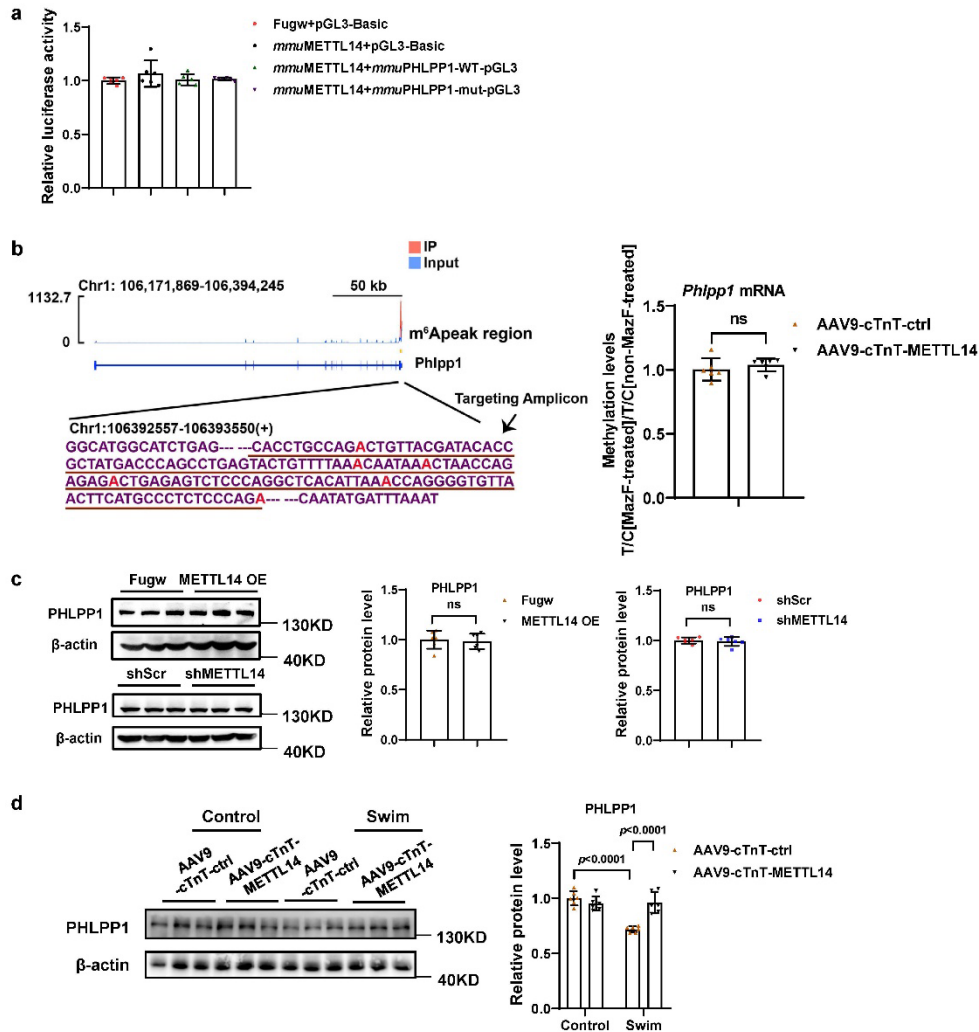 a
Relative luciferase activity
1.5
1.0
0.5
0.0
Fugw+pGL3-Basic
mmuMETTL14+pGL3-Basic
mmuMETTL14+mmuPHLPP1-WT-pGL3
mmuMETTL14+mmuPHLPP1-mut-pGL3
b
IP
Input
Chr1: 106,171,869-106,394,245
50 kb
1132.7
0
m⁶Apeak region
Phlpp1
Targeting Amplicon
Chr1:106392557-106393550(+)
GGCATGGCATCTGAG--- ---CACCTGCCAGACTGTTACGATACACC
GCTATGACCCAGCCTGAGTACTGTTTTAAACAATAAACTAACCAG
AGAGACTGAGAGTCTCCCAGGCTCACATTAAACCAGGGGTGTTA
ACTTCATGCCCTCTCCCAGA--- ---CAATATGATTTAAAT
Methylation levels
T/C[MazF-treated]/T/C[non-MazF-treated]
Phlpp1 mRNA
ns
1.5
1.0
0.5
0.0
AAV9-cTnT-ctrl
AAV9-cTnT-METTL14
c
Fugw METTL14 OE
PHLPP1
130KD
β-actin
40KD
shScr shMETTL14
PHLPP1
130KD
β-actin
40KD
Relative protein level
PHLPP1
ns
1.5
1.0
0.5
0.0
Fugw
METTL14 OE
Relative protein level
PHLPP1
ns
1.5
1.0
0.5
0.0
shScr
shMETTL14
d
Control Swim
AAV9
-cTnT-ctrl
AAV9-cTnT-
METTL14
AAV9
-cTnT-ctrl
AAV9-cTnT-
METTL14
PHLPP1
130KD
β-actin
40KD
Relative protein level
PHLPP1
p<0.0001
p<0.0001
1.5
1.0
0.5
0.0
Control Swim
AAV9-cTnT-ctrl
AAV9-cTnT-METTL14